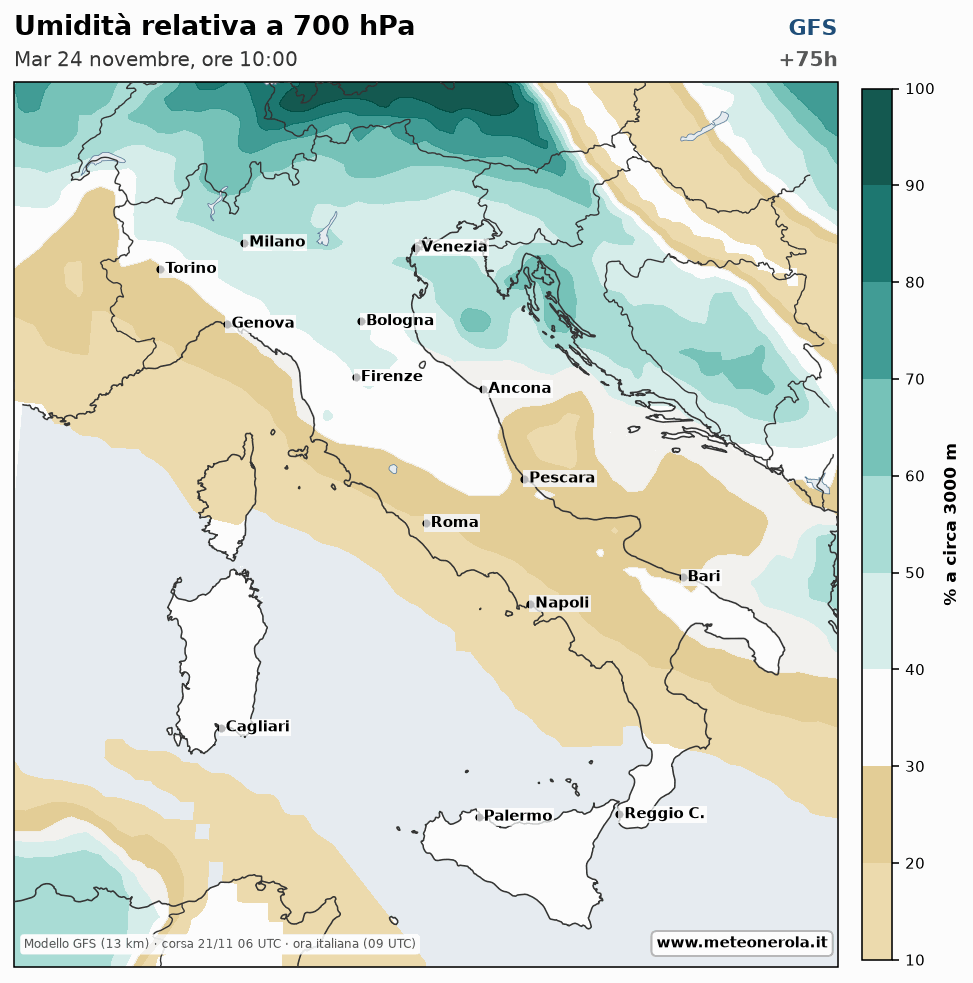 Umidità relativa a 700 hPa
GFS
Mar 24 novembre, ore 10:00
+75h
Milano
Venezia
Torino
Bologna
Genova
Firenze
Ancona
Pescara
Roma
Bari
Napoli
Cagliari
Palermo
Reggio C.
Modello GFS (13 km) · corsa 21/11 06 UTC · ora italiana (09 UTC)
www.meteonerola.it
100
90
80
70
60
50
40
30
20
10
% a circa 3000 m